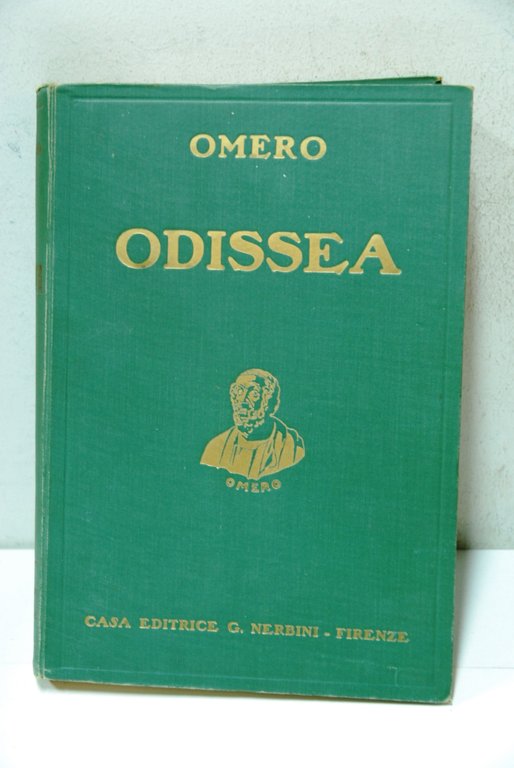 OMERO
ODISSEA
OMERO
CASA EDITRICE G. NERBINI - FIRENZE